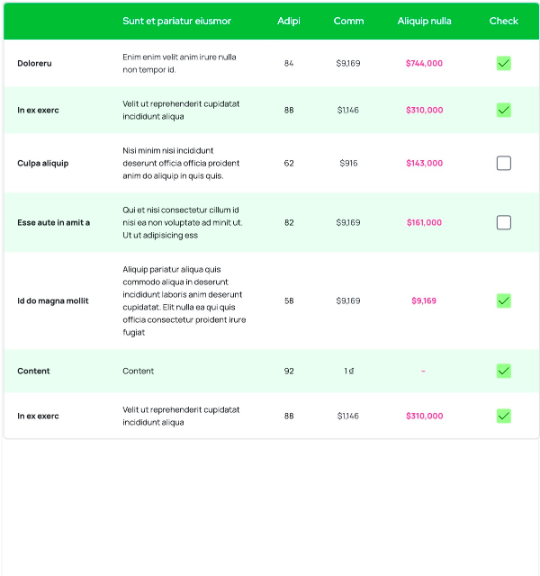 Sunt et pariatur eiusmor Adipi Comm Aliquip nulla Check
Doloreru Enim enim velit anim irure nulla 84 $9,169 $744,000
non tempor id.
In ex exerc Velit ut reprehenderit cupidatat 88 $1,146 $310,000
incididunt aliqua
Nisi minim nisi incididunt
Culpa aliquip deserunt officia officia proident 62 $916 $143,000
anim do aliquip in quis quis.
Qui et nisi consectetur cillum id
Esse aute in amit a nisi ea non voluptate ad minit ut. 82 $9,169 $161,000
Ut ut adipisicing ess
Aliquip pariatur aliqua quis
commodo aliqua in deserunt
Id do magna mollit incididunt laboris anim deserunt 58 $9,169 $9,169
cupidatat. Elit nulla ea qui quis
officia consectetur proident irure
fugiat
Content Content 92 1 ₫ -
In ex exerc Velit ut reprehenderit cupidatat 88 $1,146 $310,000
incididunt aliqua